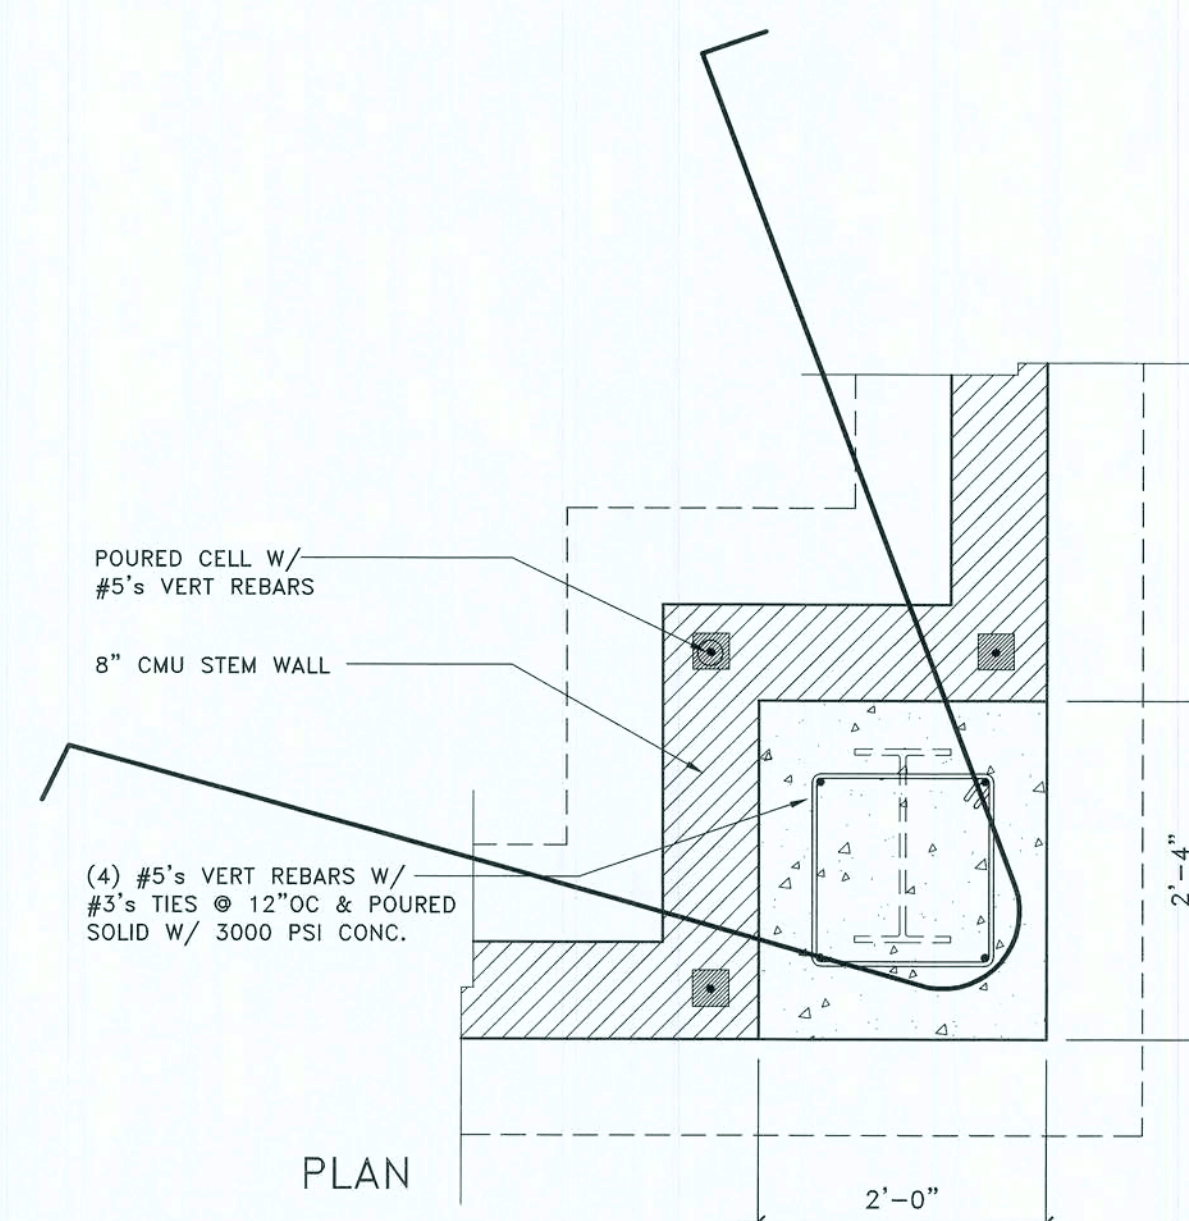 POURED CELL W/
#5's VERT REBARS
8" CMU STEM WALL
(4) #5's VERT REBARS W/
#3's TIES @ 12"OC & POURED
SOLID W/ 3000 PSI CONC.
2'-4"
PLAN
2'-0"